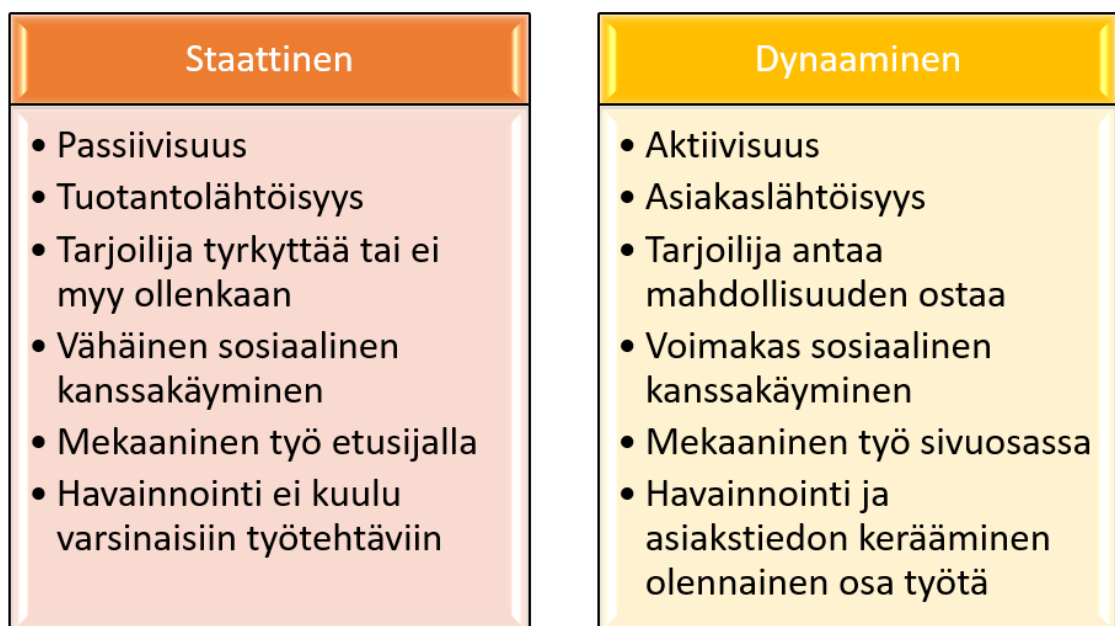 Staattinen
• Passiivisuus
• Tuotantolähtöisyys
• Tarjoilija tyrkyttää tai ei
myy ollenkaan
• Vähäinen sosiaalinen
kanssakäyminen
• Mekaaninen työ etusijalla
• Havainnointi ei kuulu
varsinaisiin työtehtäviin
Dynaaminen
• Aktiivisuus
• Asiakaslähtöisyys
• Tarjoilija antaa
mahdollisuuden ostaa
• Voimakas sosiaalinen
kanssakäyminen
• Mekaaninen työ sivuosassa
• Havainnointi ja
asiakstiedon kerääminen
olennainen osa työtä